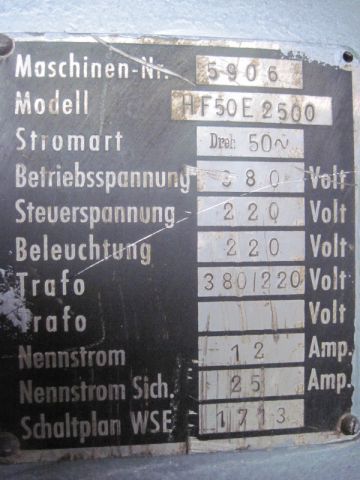 Maschinen-Nr. 5906
Modell HF50E2500
Stromart Dreh 50~
Betriebsspannung 380 Volt
Steuerspannung 220 Volt
Beleuchtung 220 Volt
Trafo 380/220 Volt
Trafo Volt
Nennstrom 12 Amp.
Nennstrom Sich. 25 Amp.
Schaltplan WSE 1713